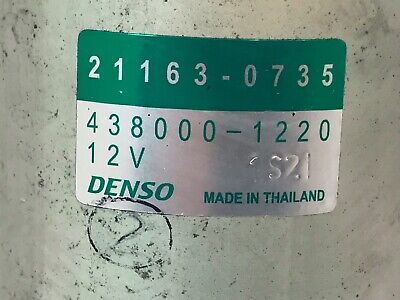 21163-0735
438000-1220
12V
DENSO MADE IN THAILAND